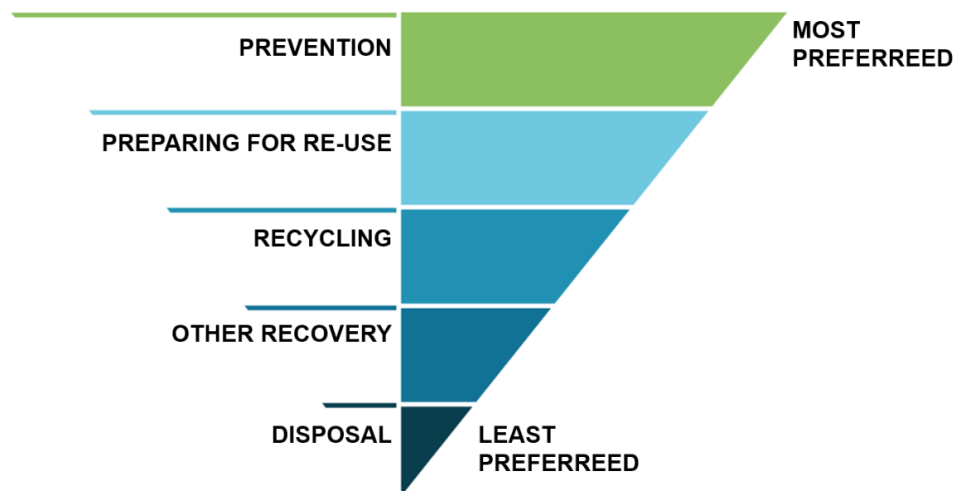 PREVENTION
MOST
PREFERREED
PREPARING FOR RE-USE
RECYCLING
OTHER RECOVERY
DISPOSAL
LEAST
PREFERREED